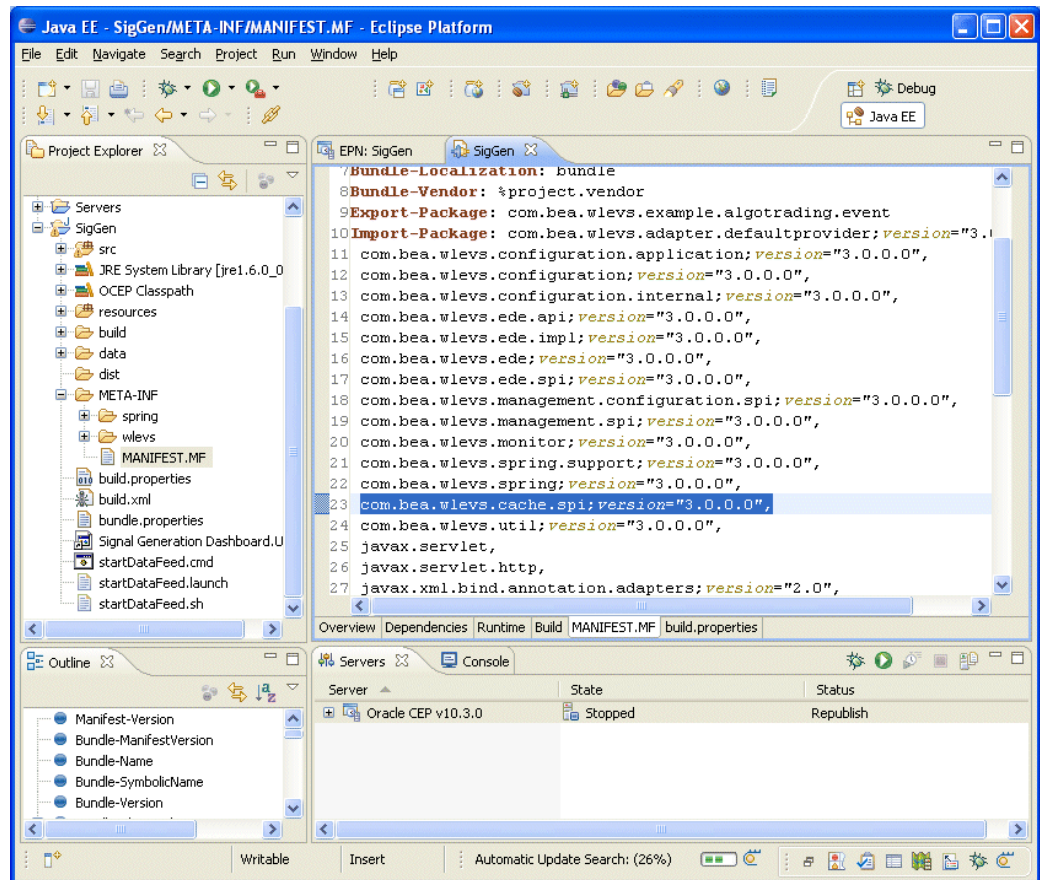 Java EE - SigGen/META-INF/MANIFEST.MF - Eclipse Platform
File Edit Navigate Search Project Run Window Help
Debug
Java EE
Project Explorer
Servers
SigGen
src
JRE System Library [jre1.6.0_0
OCEP Classpath
resources
build
data
dist
META-INF
spring
wlevs
MANIFEST.MF
build.properties
build.xml
bundle.properties
Signal Generation Dashboard.U
startDataFeed.cmd
startDataFeed.launch
startDataFeed.sh
EPN: SigGen SigGen
7Bundle-Localization: bundle
8Bundle-Vendor: %project.vendor
9Export-Package: com.bea.wlevs.example.algotrading.event
10Import-Package: com.bea.wlevs.adapter.defaultprovider;version="3.
11 com.bea.wlevs.configuration.application;version="3.0.0.0",
12 com.bea.wlevs.configuration;version="3.0.0.0",
13 com.bea.wlevs.configuration.internal;version="3.0.0.0",
14 com.bea.wlevs.ede.api;version="3.0.0.0",
15 com.bea.wlevs.ede.impl;version="3.0.0.0",
16 com.bea.wlevs.ede;version="3.0.0.0",
17 com.bea.wlevs.ede.spi;version="3.0.0.0",
18 com.bea.wlevs.management.configuration.spi;version="3.0.0.0",
19 com.bea.wlevs.management.spi;version="3.0.0.0",
20 com.bea.wlevs.monitor;version="3.0.0.0",
21 com.bea.wlevs.spring.support;version="3.0.0.0",
22 com.bea.wlevs.spring;version="3.0.0.0",
23 com.bea.wlevs.cache.spi;version="3.0.0.0",
24 com.bea.wlevs.util;version="3.0.0.0",
25 javax.servlet,
26 javax.servlet.http,
27 javax.xml.bind.annotation.adapters;version="2.0",
Overview Dependencies Runtime Build MANIFEST.MF build.properties
Outline
Manifest-Version
Bundle-ManifestVersion
Bundle-Name
Bundle-SymbolicName
Bundle-Version
Servers Console
Server State Status
Oracle CEP v10.3.0 Stopped Republish
Writable Insert Automatic Update Search: (26%)